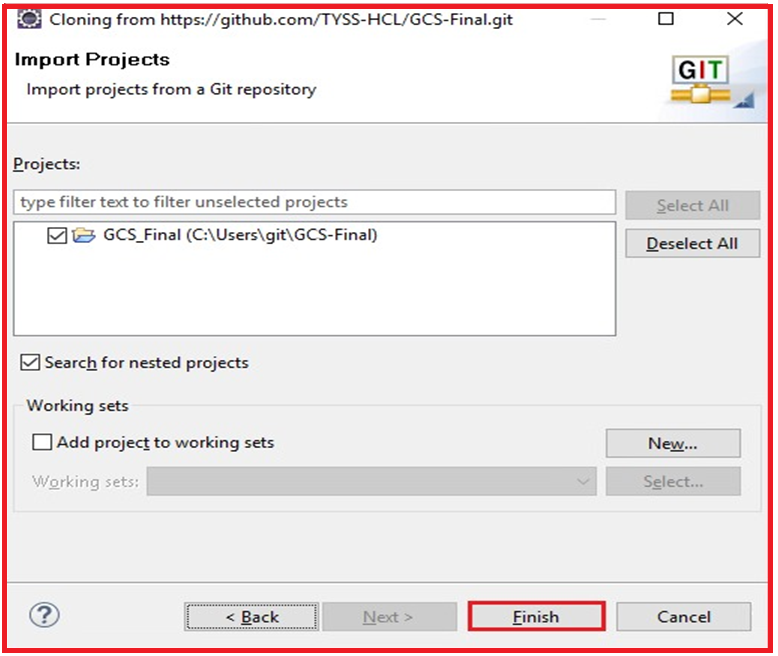 Cloning from https://github.com/TYSS-HCL/GCS-Final.git
Import Projects
Import projects from a Git repository
GIT
Projects:
type filter text to filter unselected projects
Select All
GCS_Final (C:\Users\git\GCS-Final)
Deselect All
Search for nested projects
Working sets
Add project to working sets
New...
Working sets:
Select...
?
< Back
Next >
Finish
Cancel